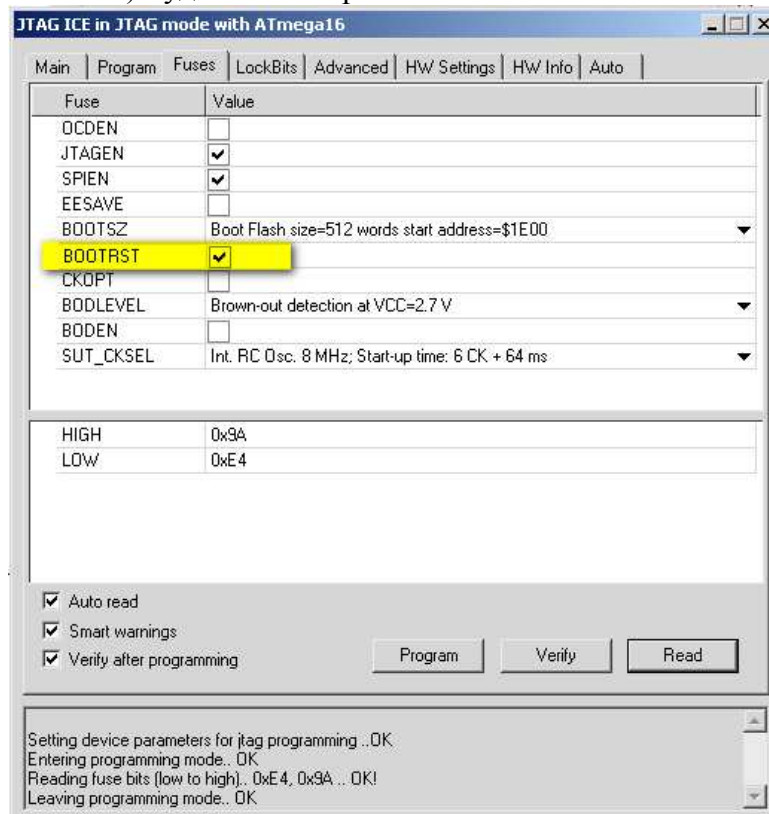 JTAG ICE in JTAG mode with ATmega16
Main Program Fuses LockBits Advanced HW Settings HW Info Auto
Fuse Value
OCDEN
JTAGEN
SPIEN
EESAVE
BOOTSZ Boot Flash size=512 words start address=$1E00
BOOTRST
CKOPT
BODLEVEL Brown-out detection at VCC=2.7 V
BODEN
SUT_CKSEL Int. RC Osc. 8 MHz; Start-up time: 6 CK + 64 ms
HIGH 0x9A
LOW 0xE4
Auto read
Smart warnings
Verify after programming
Program Verify Read
Setting device parameters for jtag programming ..OK
Entering programming mode.. OK
Reading fuse bits (low to high).. 0xE4, 0x9A .. OK!
Leaving programming mode.. OK